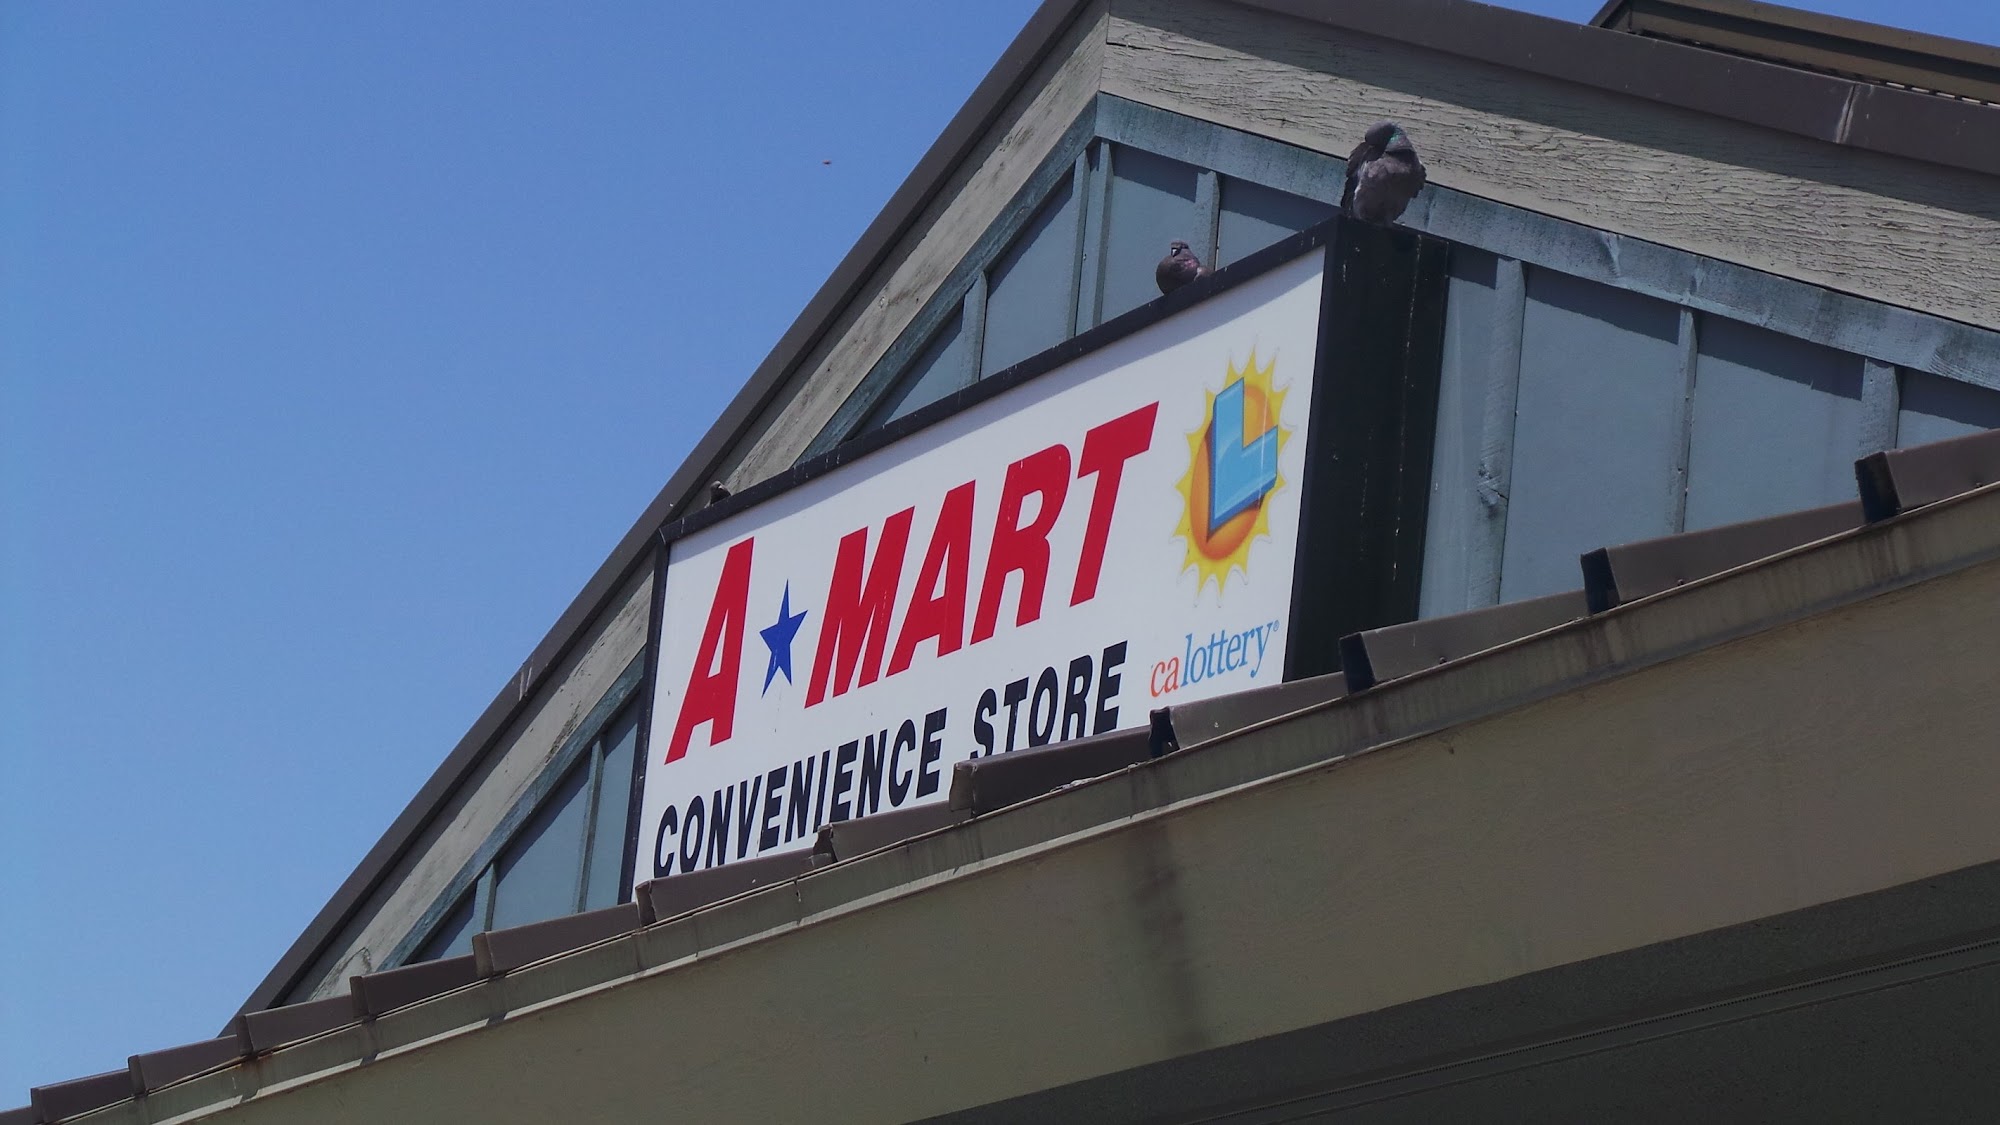 A★MART
CONVENIENCE STORE
L
calottery®